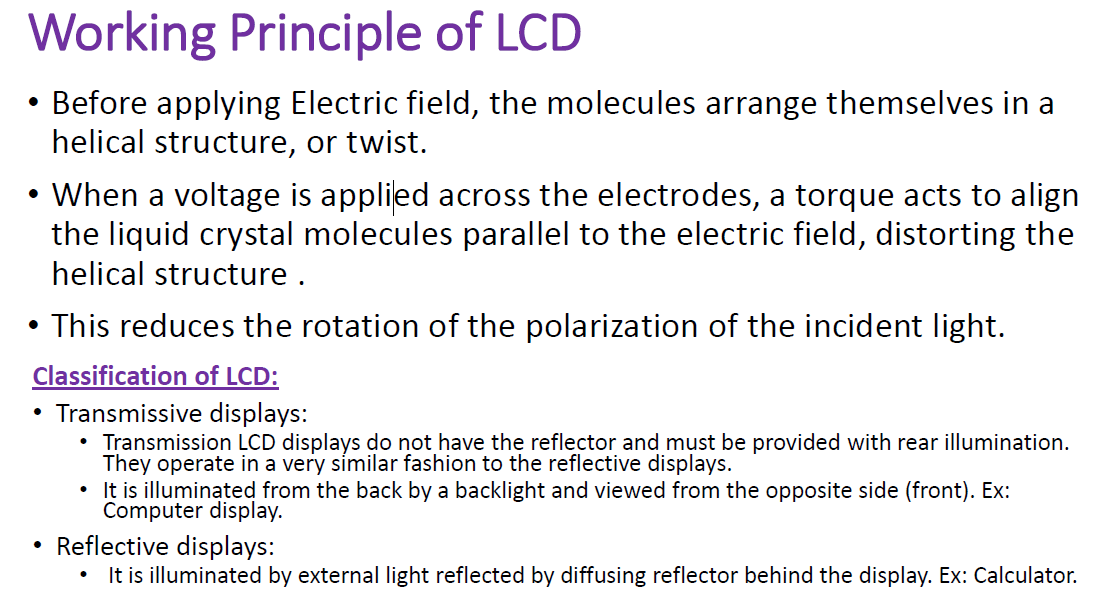 Working Principle of LCD
• Before applying Electric field, the molecules arrange themselves in a
helical structure, or twist.
• When a voltage is applied across the electrodes, a torque acts to align
the liquid crystal molecules parallel to the electric field, distorting the
helical structure .
• This reduces the rotation of the polarization of the incident light.
Classification of LCD:
• Transmissive displays:
• Transmission LCD displays do not have the reflector and must be provided with rear illumination.
They operate in a very similar fashion to the reflective displays.
• It is illuminated from the back by a backlight and viewed from the opposite side (front). Ex:
Computer display.
• Reflective displays:
• It is illuminated by external light reflected by diffusing reflector behind the display. Ex: Calculator.